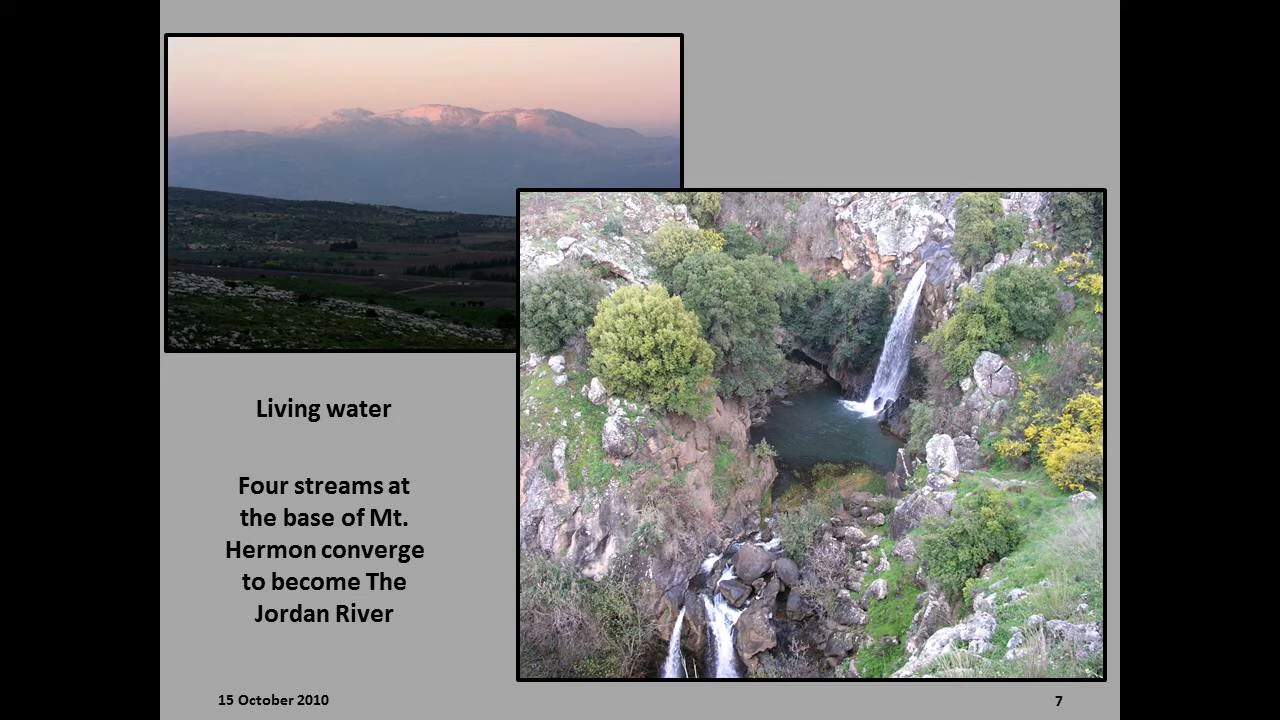 Living water
Four streams at
the base of Mt.
Hermon converge
to become The
Jordan River
15 October 2010
7